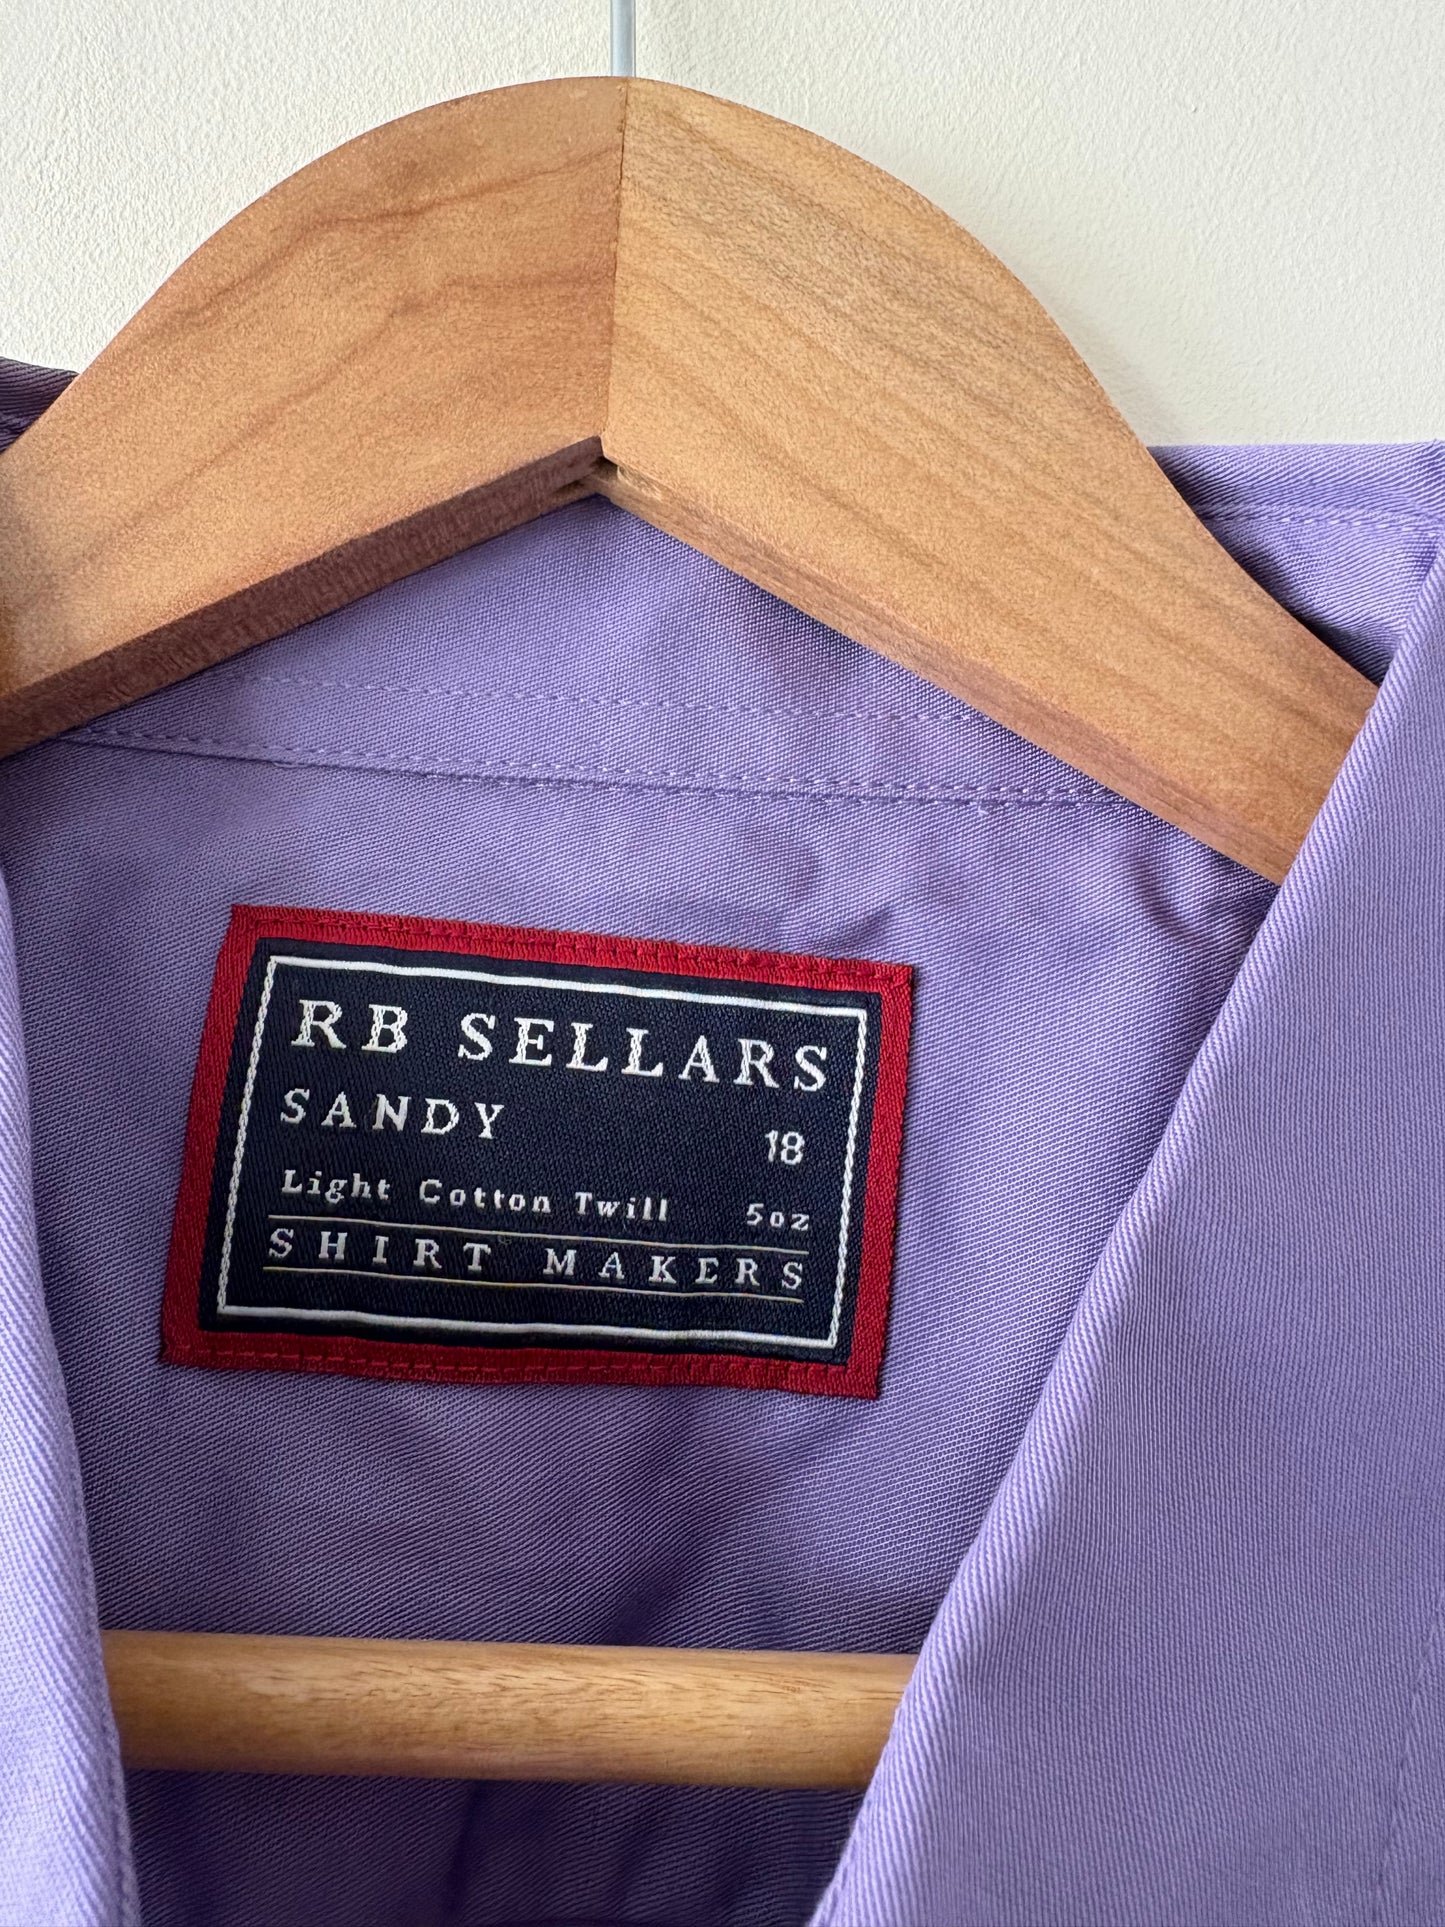 RB SELLARS
SANDY 18
Light Cotton Twill 5oz
SHIRT MAKERS